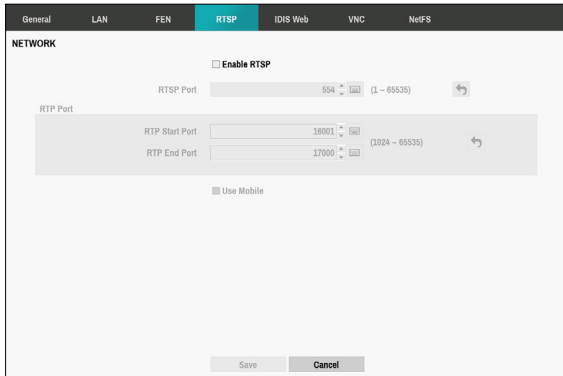 General LAN FEN RTSP IDIS Web VNC NetFS
NETWORK
Enable RTSP
RTSP Port 554 (1 ~ 65535)
RTP Port
RTP Start Port 16001
(1024 ~ 65535)
RTP End Port 17000
Use Mobile
Save Cancel